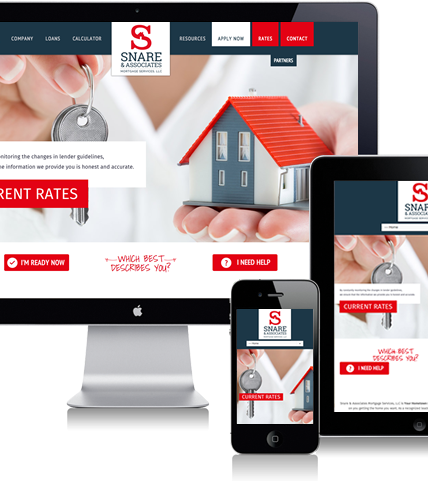 COMPANY LOANS CALCULATOR
S
SNARE
& ASSOCIATES
MORTGAGE SERVICES, LLC
RESOURCES APPLY NOW RATES CONTACT
PARTNERS
onitoring the changes in lender guidelines,
he information we provide you is honest and accurate.
RENT RATES
I'M READY NOW
WHICH BEST
DESCRIBES YOU?
? I NEED HELP
S
SNARE
& ASSOCIATES
Home
CURRENT RATES
S
SNARE
& ASSOCIATES
Home
CURRENT RATES
WHICH BEST
DESCRIBES YOU?
? I NEED HELP
Snare & Associates Mortgage Services, LLC is Your